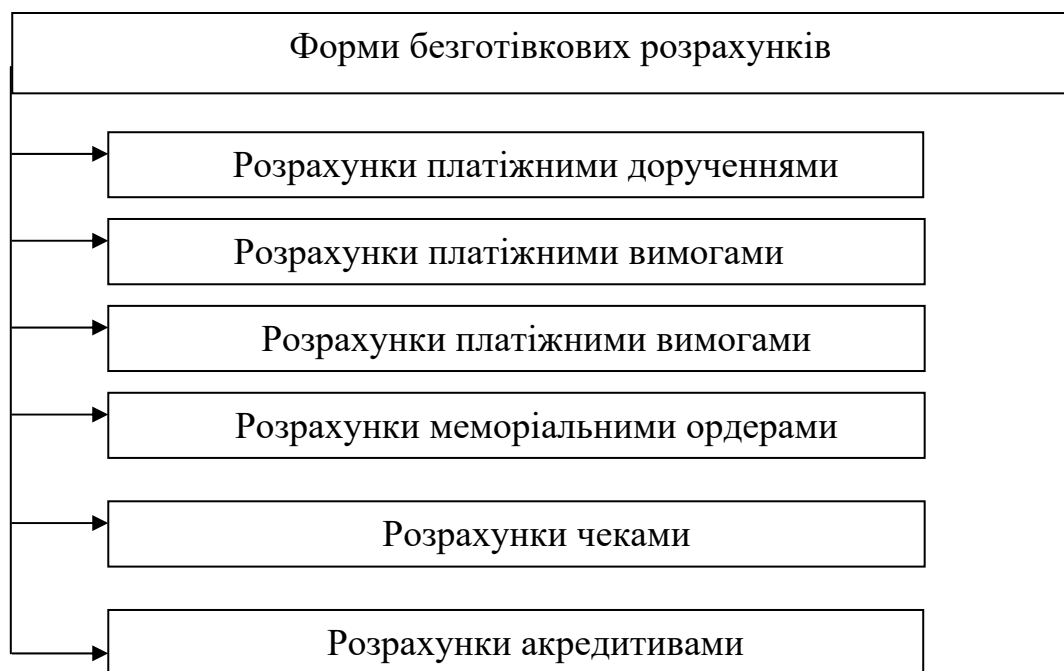 Форми безготівкових розрахунків
Розрахунки платіжними дорученнями
Розрахунки платіжними вимогами
Розрахунки платіжними вимогами
Розрахунки меморіальними ордерами
Розрахунки чеками
Розрахунки акредитивами